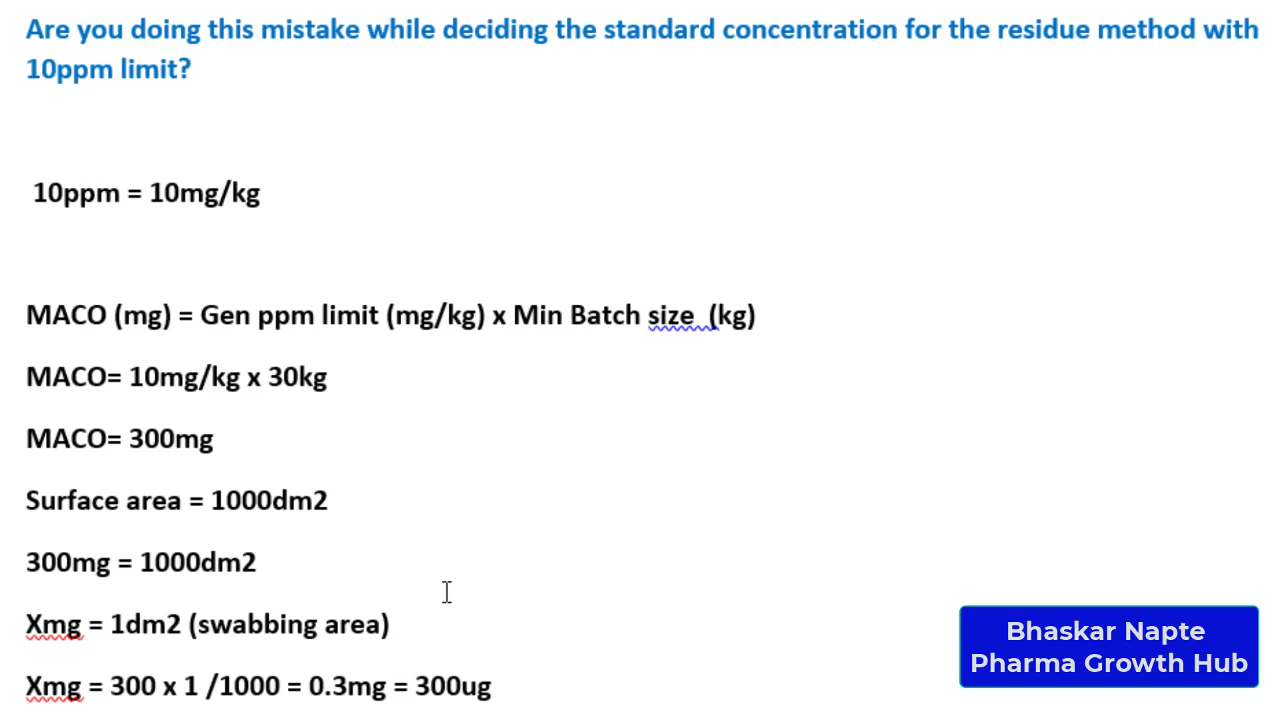 Are you doing this mistake while deciding the standard concentration for the residue method with
10ppm limit?
10ppm = 10mg/kg
MACO (mg) = Gen ppm limit (mg/kg) x Min Batch size (kg)
MACO= 10mg/kg x 30kg
MACO= 300mg
Surface area = 1000dm2
300mg = 1000dm2
Xmg = 1dm2 (swabbing area)
Xmg = 300 x 1 /1000 = 0.3mg = 300ug
Bhaskar Napte
Pharma Growth Hub